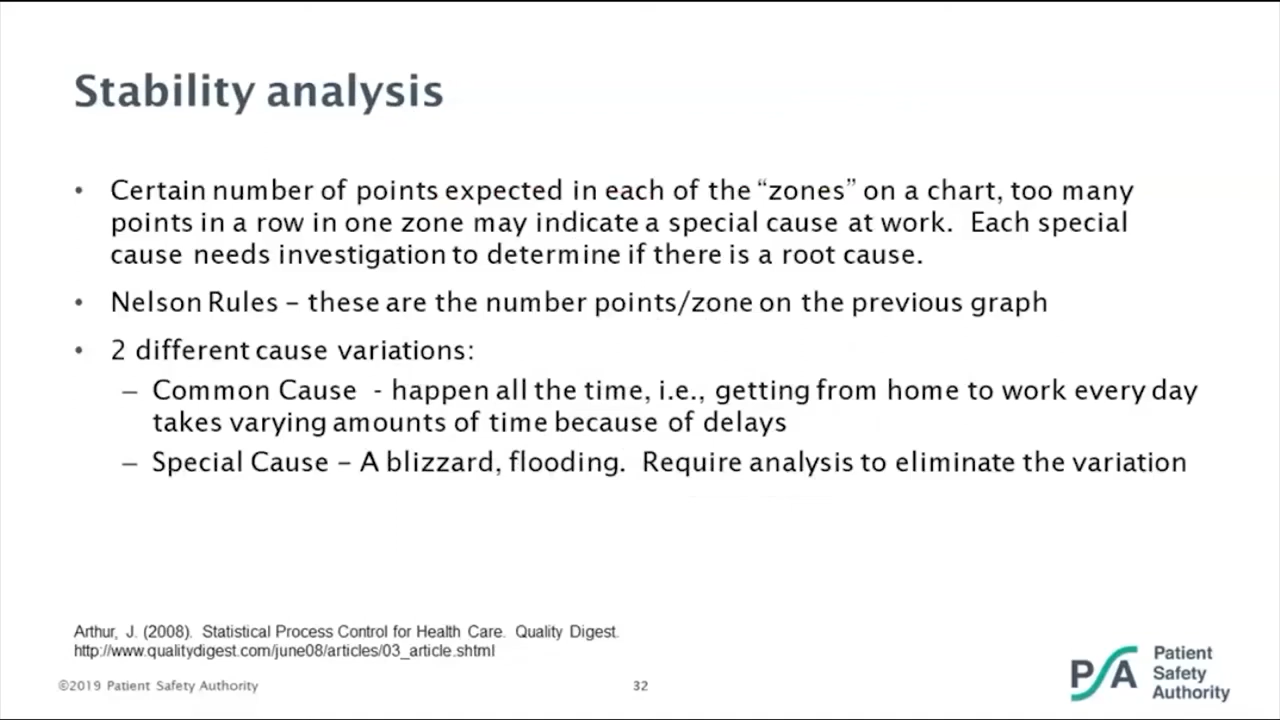 Stability analysis
• Certain number of points expected in each of the “zones” on a chart, too many
points in a row in one zone may indicate a special cause at work.  Each special
cause needs investigation to determine if there is a root cause.
• Nelson Rules – these are the number points/zone on the previous graph
• 2 different cause variations:
– Common Cause  - happen all the time, i.e., getting from home to work every day
takes varying amounts of time because of delays
– Special Cause – A blizzard, flooding.  Require analysis to eliminate the variation
Arthur, J. (2008).  Statistical Process Control for Health Care.  Quality Digest.
http://www.qualitydigest.com/june08/articles/03_article.shtml
©2019 Patient Safety Authority
32
PSA
Patient
Safety
Authority